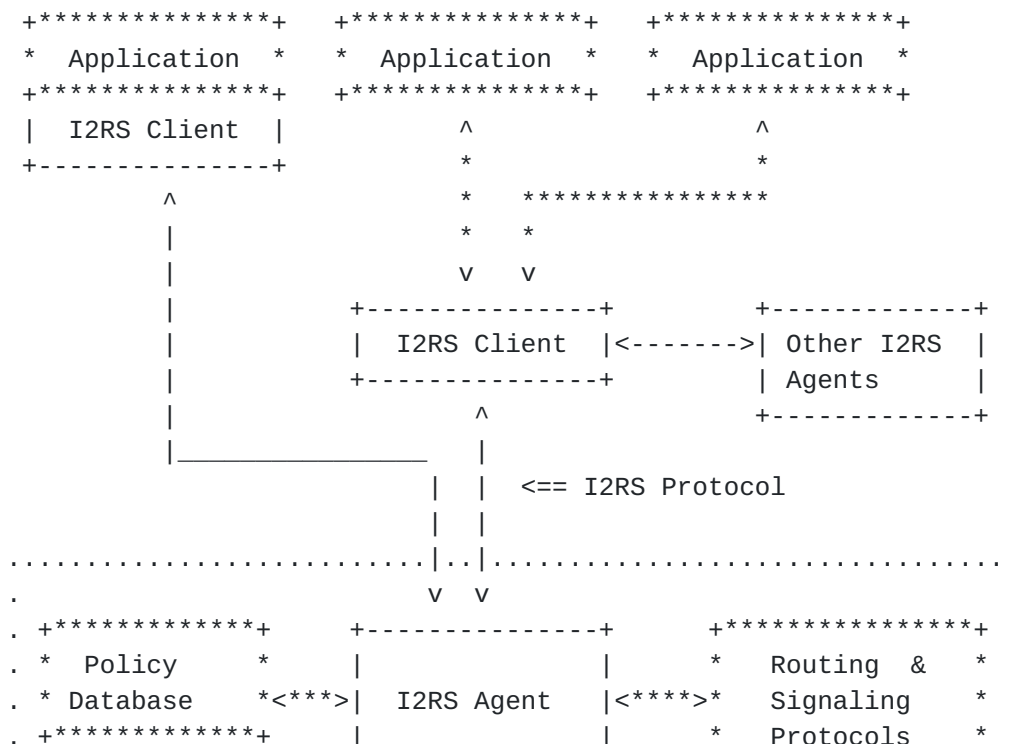 +***************+   +***************+   +***************+
*  Application  *   *  Application  *   *  Application  *
+***************+   +***************+   +***************+
|  I2RS Client  |           ^                  ^
+---------------+           *                  *
         ^                  *   ****************
         |                  *   *
         |                  v   v
         |           +---------------+         +-------------+
         |           |  I2RS Client  |<------->| Other I2RS  |
         |           +---------------+         | Agents      |
         |                   ^                 +-------------+
         |________________   |
                          |  |  <== I2RS Protocol
                          |  |
...........................|..|.................................
.                          v  v
. +*************+     +---------------+      +****************+
. *  Policy     *     |               |      *   Routing  &   *
. * Database    *<***>|  I2RS Agent   |<****>*   Signaling    *
. +*************+     |               |      *   Protocols    *